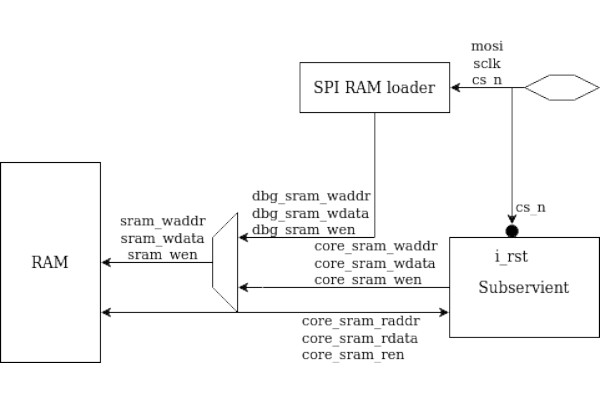 mosi
sclk
cs_n
SPI RAM loader
cs_n
dbg_sram_waddr
dbg_sram_wdata
dbg_sram_wen
sram_waddr
sram_wdata
sram_wen
core_sram_waddr
core_sram_wdata
core_sram_wen
RAM
i_rst
Subservient
core_sram_raddr
core_sram_rdata
core_sram_ren